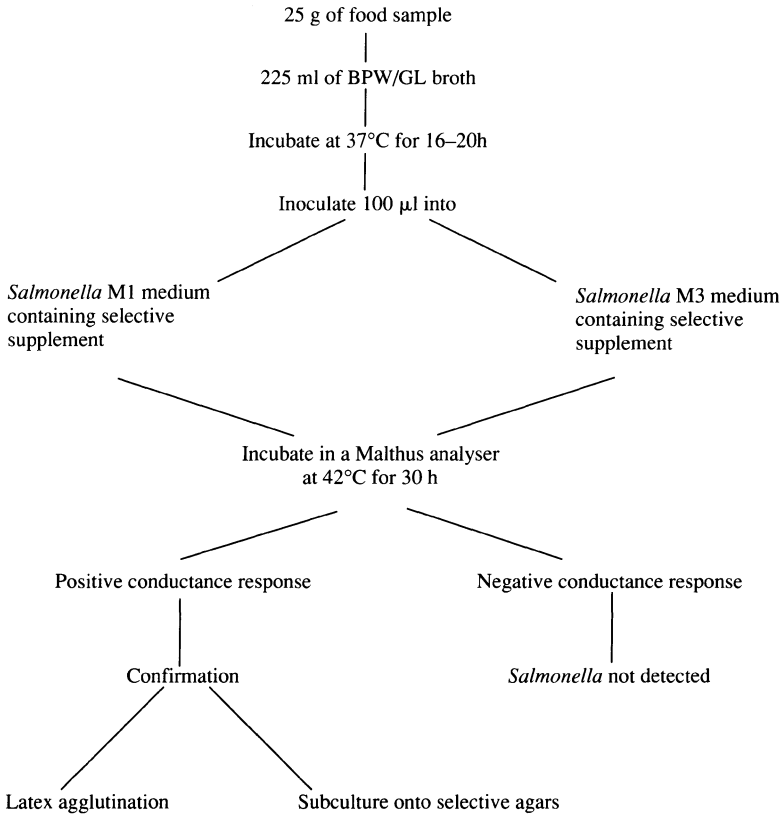 25 g of food sample
225 ml of BPW/GL broth
Incubate at 37°C for 16–20h
Inoculate 100 μl into
Salmonella M1 medium
containing selective
supplement
Salmonella M3 medium
containing selective
supplement
Incubate in a Malthus analyser
at 42°C for 30 h
Positive conductance response
Negative conductance response
Confirmation
Salmonella not detected
Latex agglutination
Subculture onto selective agars